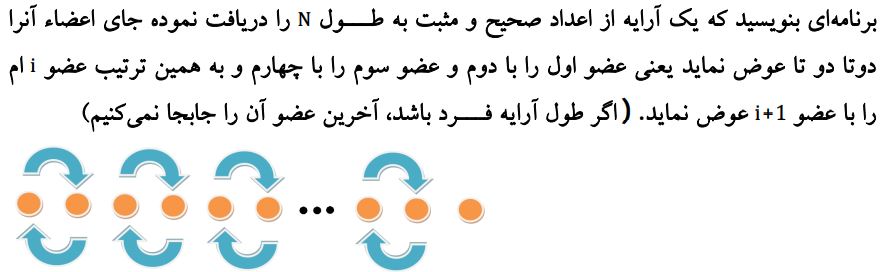 برنامه‌ای بنویسید که یک آرایه از اعداد صحیح و مثبت به طـــول N را دریافت نموده جای اعضاء آنرا
دوتا دو تا عوض نماید یعنی عضو اول را با دوم و عضو سوم را با چهارم و به همین ترتیب عضو i ام
را با عضو i+1 عوض نماید. (اگر طول آرایه فـــرد باشد، آخرین عضو آن را جابجا نمی‌کنیم)